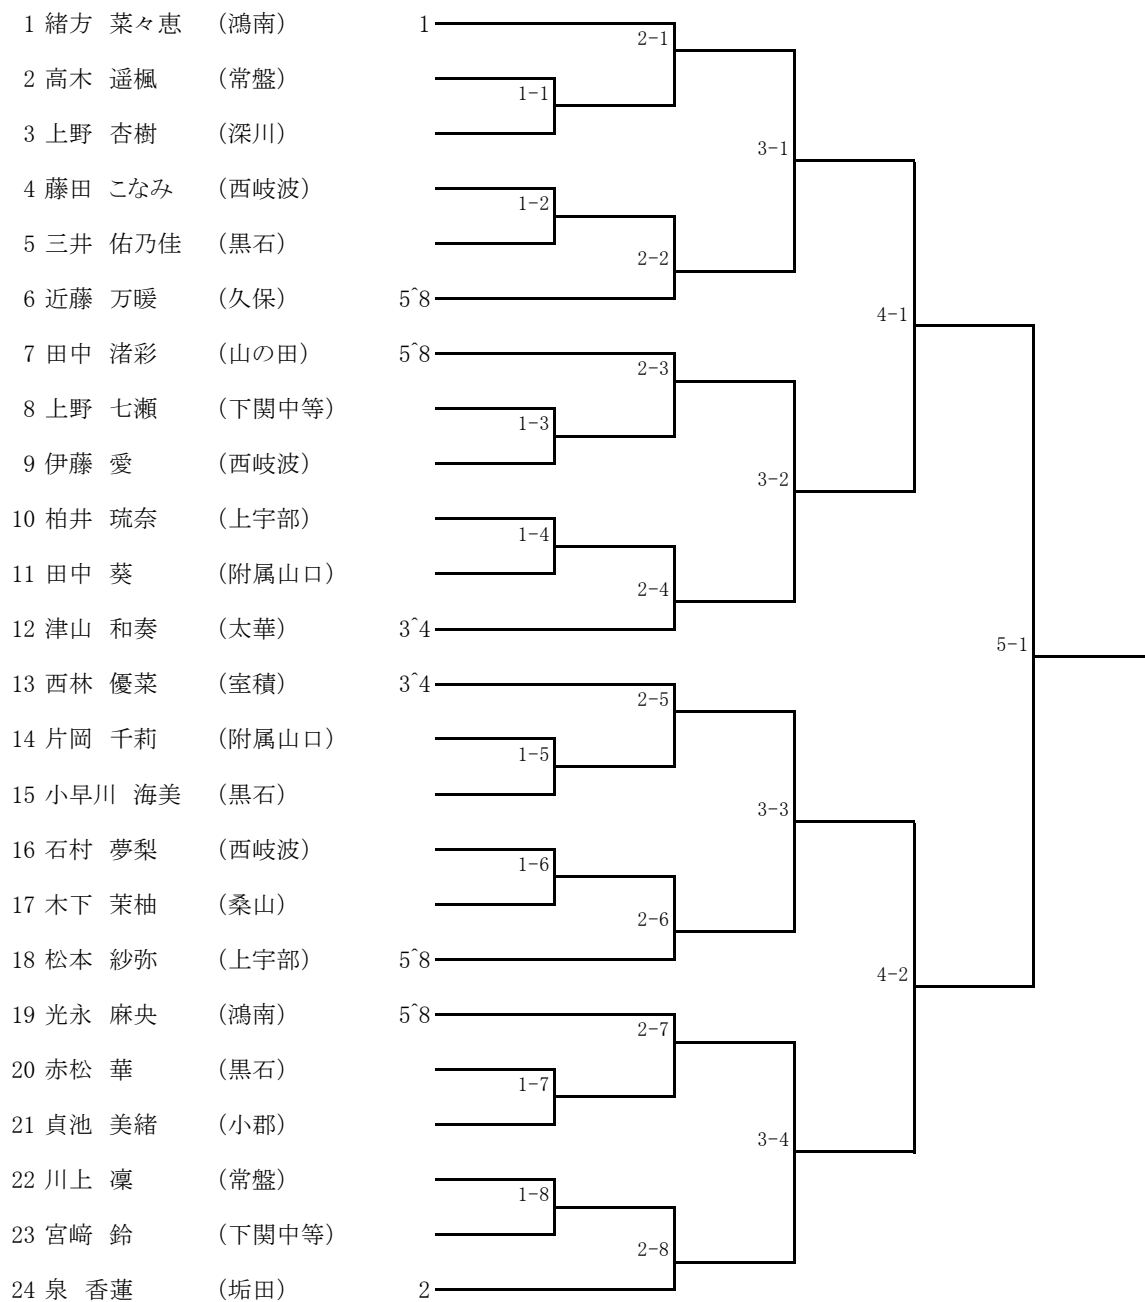 1 緒方 菜々恵 (鴻南) 1
2-1
2 高木 遥楓 (常盤)
1-1
3 上野 杏樹 (深川)
3-1
4 藤田 こなみ (西岐波)
1-2
5 三井 佑乃佳 (黒石)
2-2
6 近藤 万暖 (久保) 5^8
4-1
7 田中 渚彩 (山の田) 5^8
2-3
8 上野 七瀬 (下関中等)
1-3
9 伊藤 愛 (西岐波)
3-2
10 柏井 琉奈 (上宇部)
1-4
11 田中 葵 (附属山口)
2-4
12 津山 和奏 (太華) 3^4
5-1
13 西林 優菜 (室積) 3^4
2-5
14 片岡 千莉 (附属山口)
1-5
15 小早川 海美 (黒石)
3-3
16 石村 夢梨 (西岐波)
1-6
17 木下 茉柚 (桑山)
2-6
18 松本 紗弥 (上宇部) 5^8
4-2
19 光永 麻央 (鴻南) 5^8
2-7
20 赤松 華 (黒石)
1-7
21 貞池 美緒 (小郡)
3-4
22 川上 凜 (常盤)
1-8
23 宮﨑 鈴 (下関中等)
2-8
24 泉 香蓮 (垢田) 2